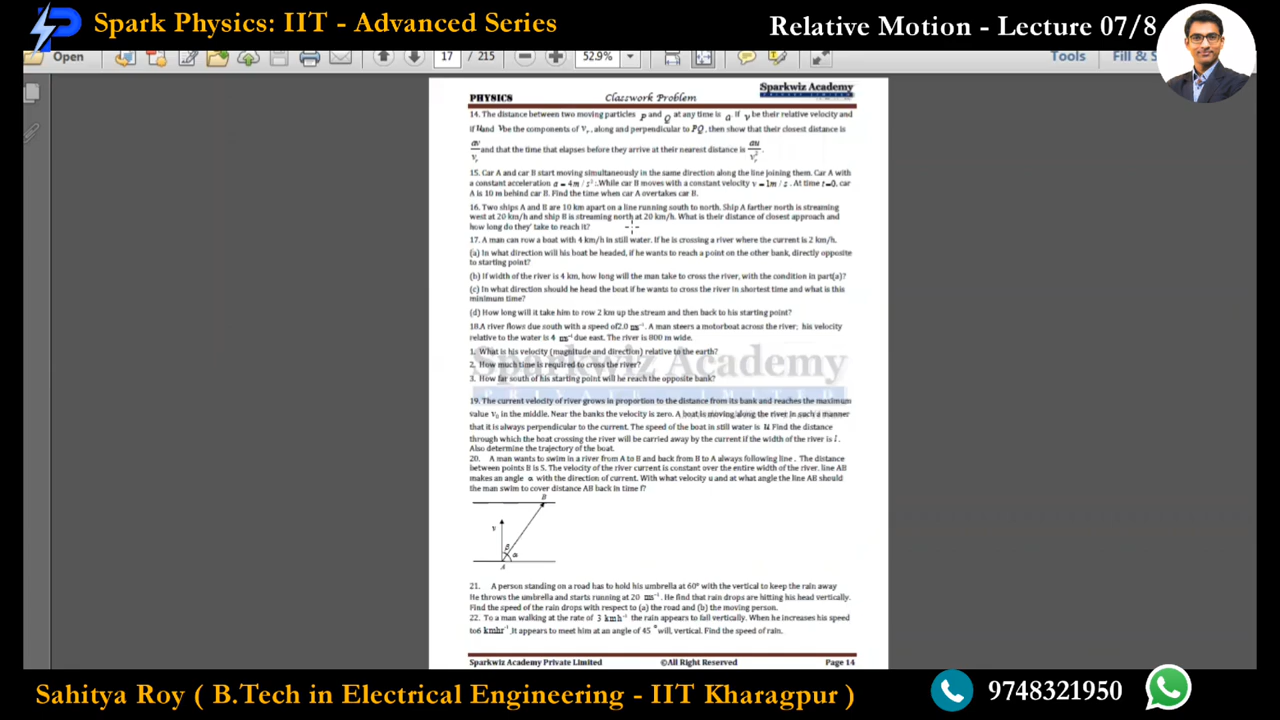 Spark Physics: IIT - Advanced Series
Relative Motion - Lecture 07/8
Open
17 / 215
52.9%
Tools
Fill & S
PHYSICS
Classwork Problem
Sparkwiz Academy
14. The distance between two moving particles P and Q at any time is a If v be their relative velocity and
if u and v be the components of vᵣ, along and perpendicular to PQ, then show that their closest distance is
av/vᵣ and that the time that elapses before they arrive at their nearest distance is au/vᵣ².
15. Car A and car B start moving simultaneously in the same direction along the line joining them. Car A with
a constant acceleration a = 4m / s²:.While car B moves with a constant velocity v = 1m / s . At time t=0, car
A is 10 m behind car B. Find the time when car A overtakes car B.
16. Two ships A and B are 10 km apart on a line running south to north. Ship A farther north is streaming
west at 20 km/h and ship B is streaming north at 20 km/h. What is their distance of closest approach and
how long do they' take to reach it?
17. A man can row a boat with 4 km/h in still water. If he is crossing a river where the current is 2 km/h.
(a) In what direction will his boat be headed, if he wants to reach a point on the other bank, directly opposite
to starting point?
(b) If width of the river is 4 km, how long will the man take to cross the river, with the condition in part(a)?
(c) In what direction should he head the boat if he wants to cross the river in shortest time and what is this
minimum time?
(d) How long will it take him to row 2 km up the stream and then back to his starting point?
18.A river flows due south with a speed of2.0 ms⁻¹. A man steers a motorboat across the river; his velocity
relative to the water is 4 ms⁻¹ due east. The river is 800 m wide.
1. What is his velocity (magnitude and direction) relative to the earth?
2. How much time is required to cross the river?
3. How far south of his starting point will he reach the opposite bank?
Sparkwiz Academy
19. The current velocity of river grows in proportion to the distance from its bank and reaches the maximum
value v₀ in the middle. Near the banks the velocity is zero. A boat is moving along the river in such a manner
that it is always perpendicular to the current. The speed of the boat in still water is u. Find the distance
through which the boat crossing the river will be carried away by the current if the width of the river is l.
Also determine the trajectory of the boat.
20. A man wants to swim in a river from A to B and back from B to A always following line . The distance
between points B is S. The velocity of the river current is constant over the entire width of the river. line AB
makes an angle α with the direction of current. With what velocity u and at what angle the line AB should
the man swim to cover distance AB back in time t?
B
v
β
α
A
21. A person standing on a road has to hold his umbrella at 60° with the vertical to keep the rain away
He throws the umbrella and starts running at 20 ms⁻¹. He find that rain drops are hitting his head vertically.
Find the speed of the rain drops with respect to (a) the road and (b) the moving person.
22. To a man walking at the rate of 3 kmh⁻¹ the rain appears to fall vertically. When he increases his speed
to6 kmhr⁻¹ ,It appears to meet him at an angle of 45° will, vertical. Find the speed of rain.
Sparkwiz Academy Private Limited
©All Right Reserved
Page 14
Sahitya Roy ( B.Tech in Electrical Engineering - IIT Kharagpur )
9748321950